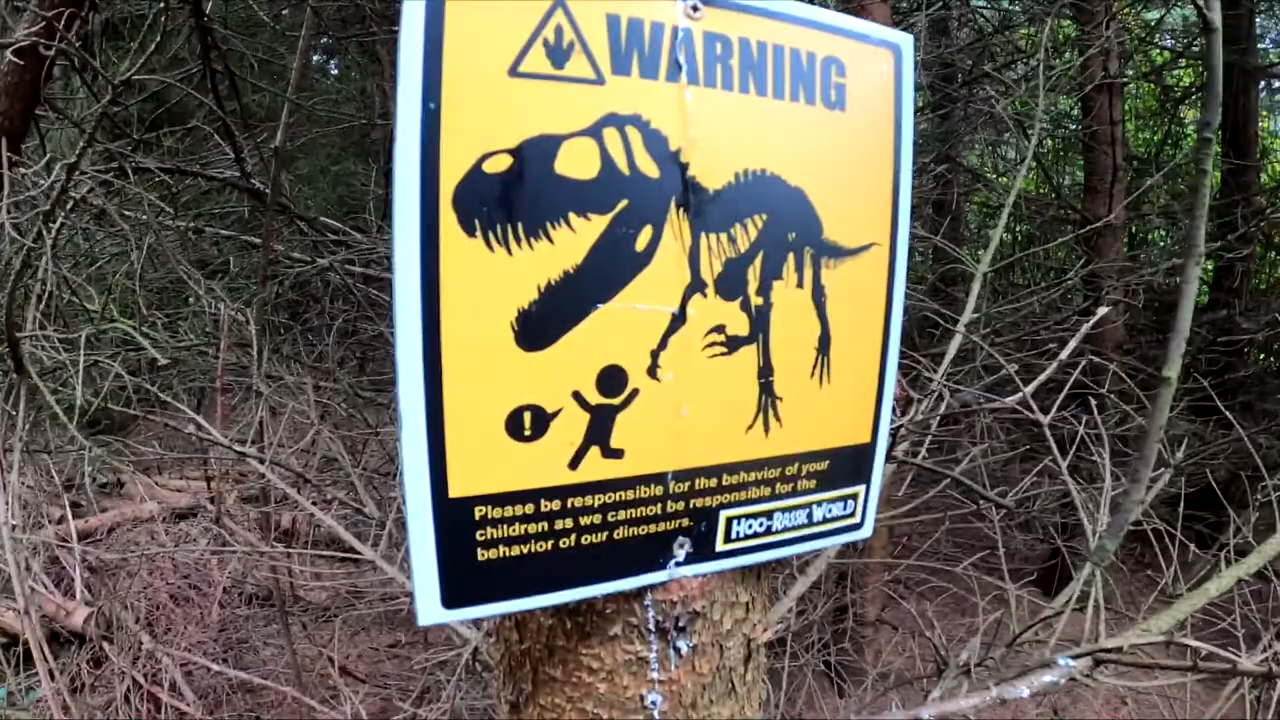 WARNING
!
Please be responsible for the behavior of your
children as we cannot be responsible for the
behavior of our dinosaurs.
HOO-RASSIC WORLD